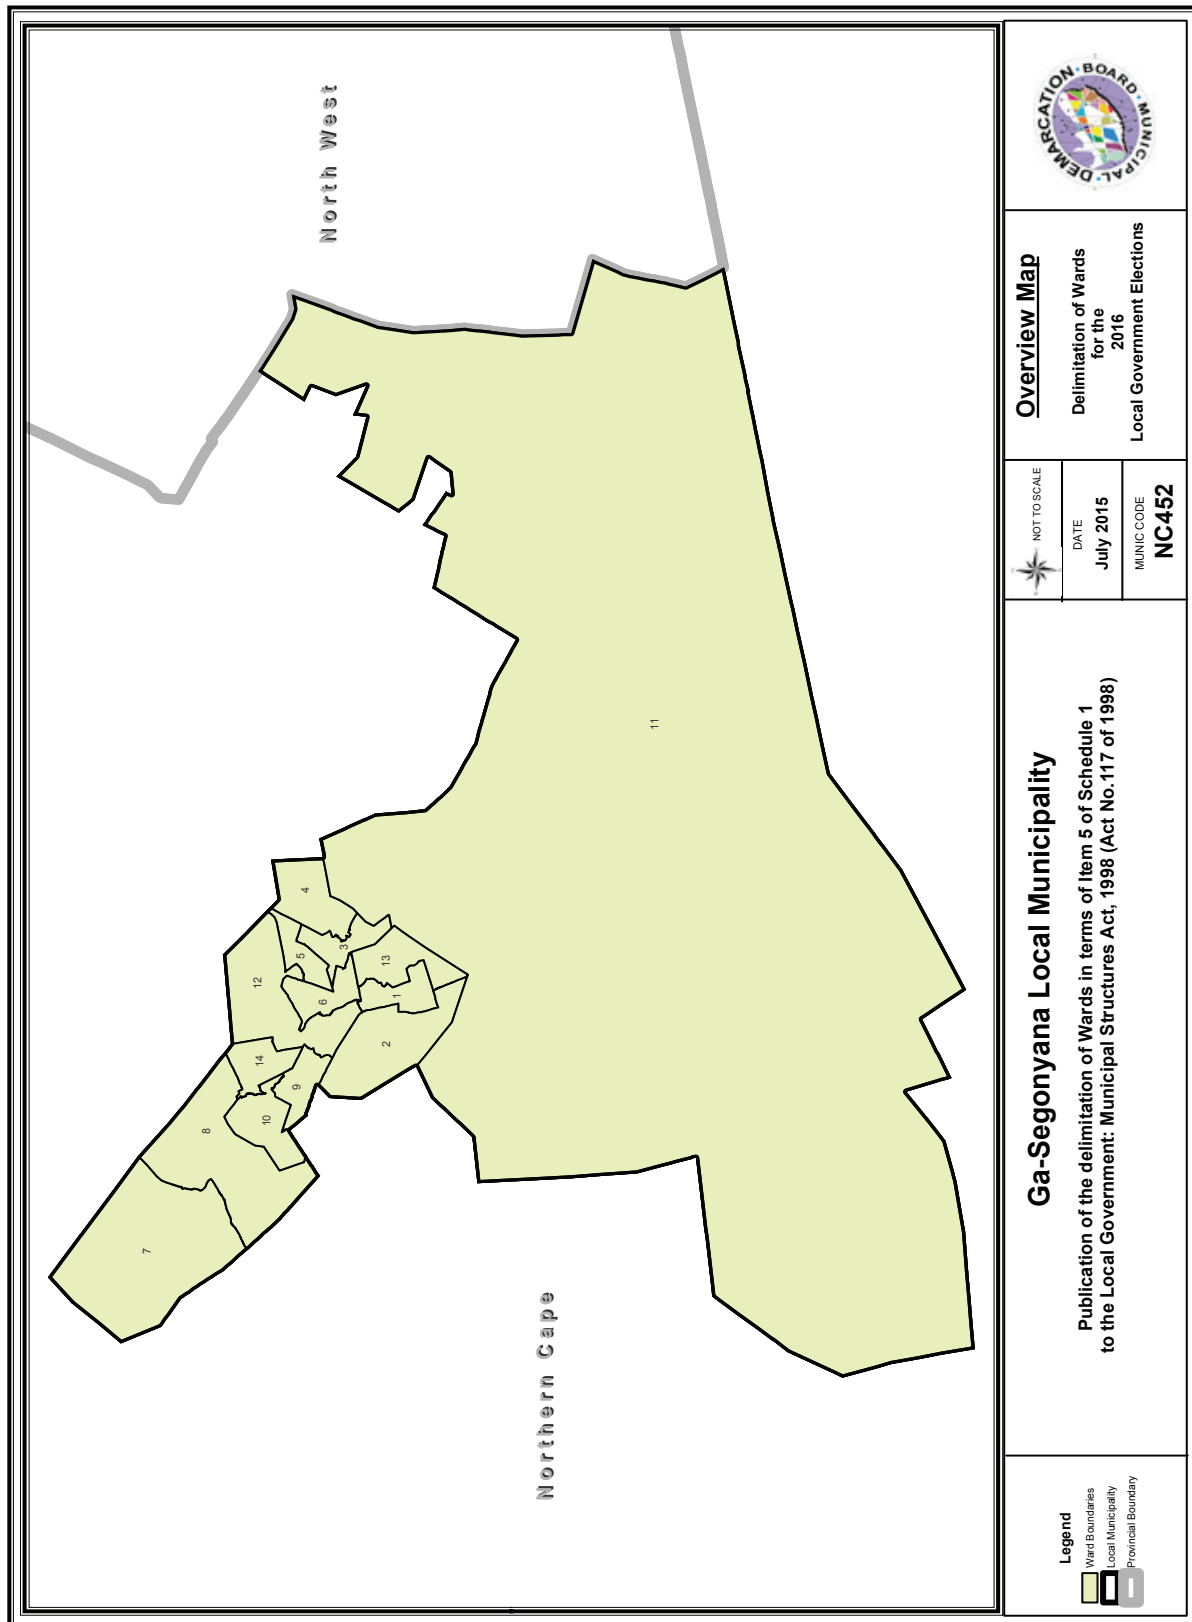 North West
Northern Cape
7
8
10
9
14
12
2
6
5
1
3
13
4
11
Legend
Ward Boundaries
Local Municipality
Provincial Boundary
Ga-Segonyana Local Municipality
Publication of the delimitation of Wards in terms of Item 5 of Schedule 1
to the Local Government: Municipal Structures Act, 1998 (Act No.117 of 1998)
NOT TO SCALE
DATE
July 2015
MUNIC CODE
NC452
Overview Map
Delimitation of Wards
for the
2016
Local Government Elections
MUNICIPAL · DEMARCATION · BOARD